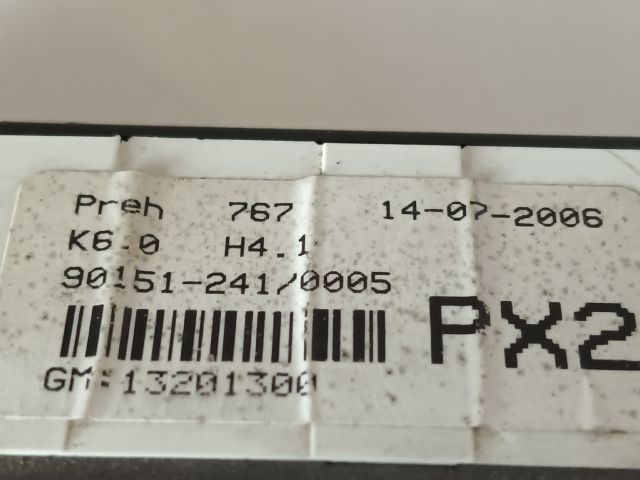 Preh 767 14-07-2006
K6.0 H4.1
90151-241/0005
PX2
GM:13201300